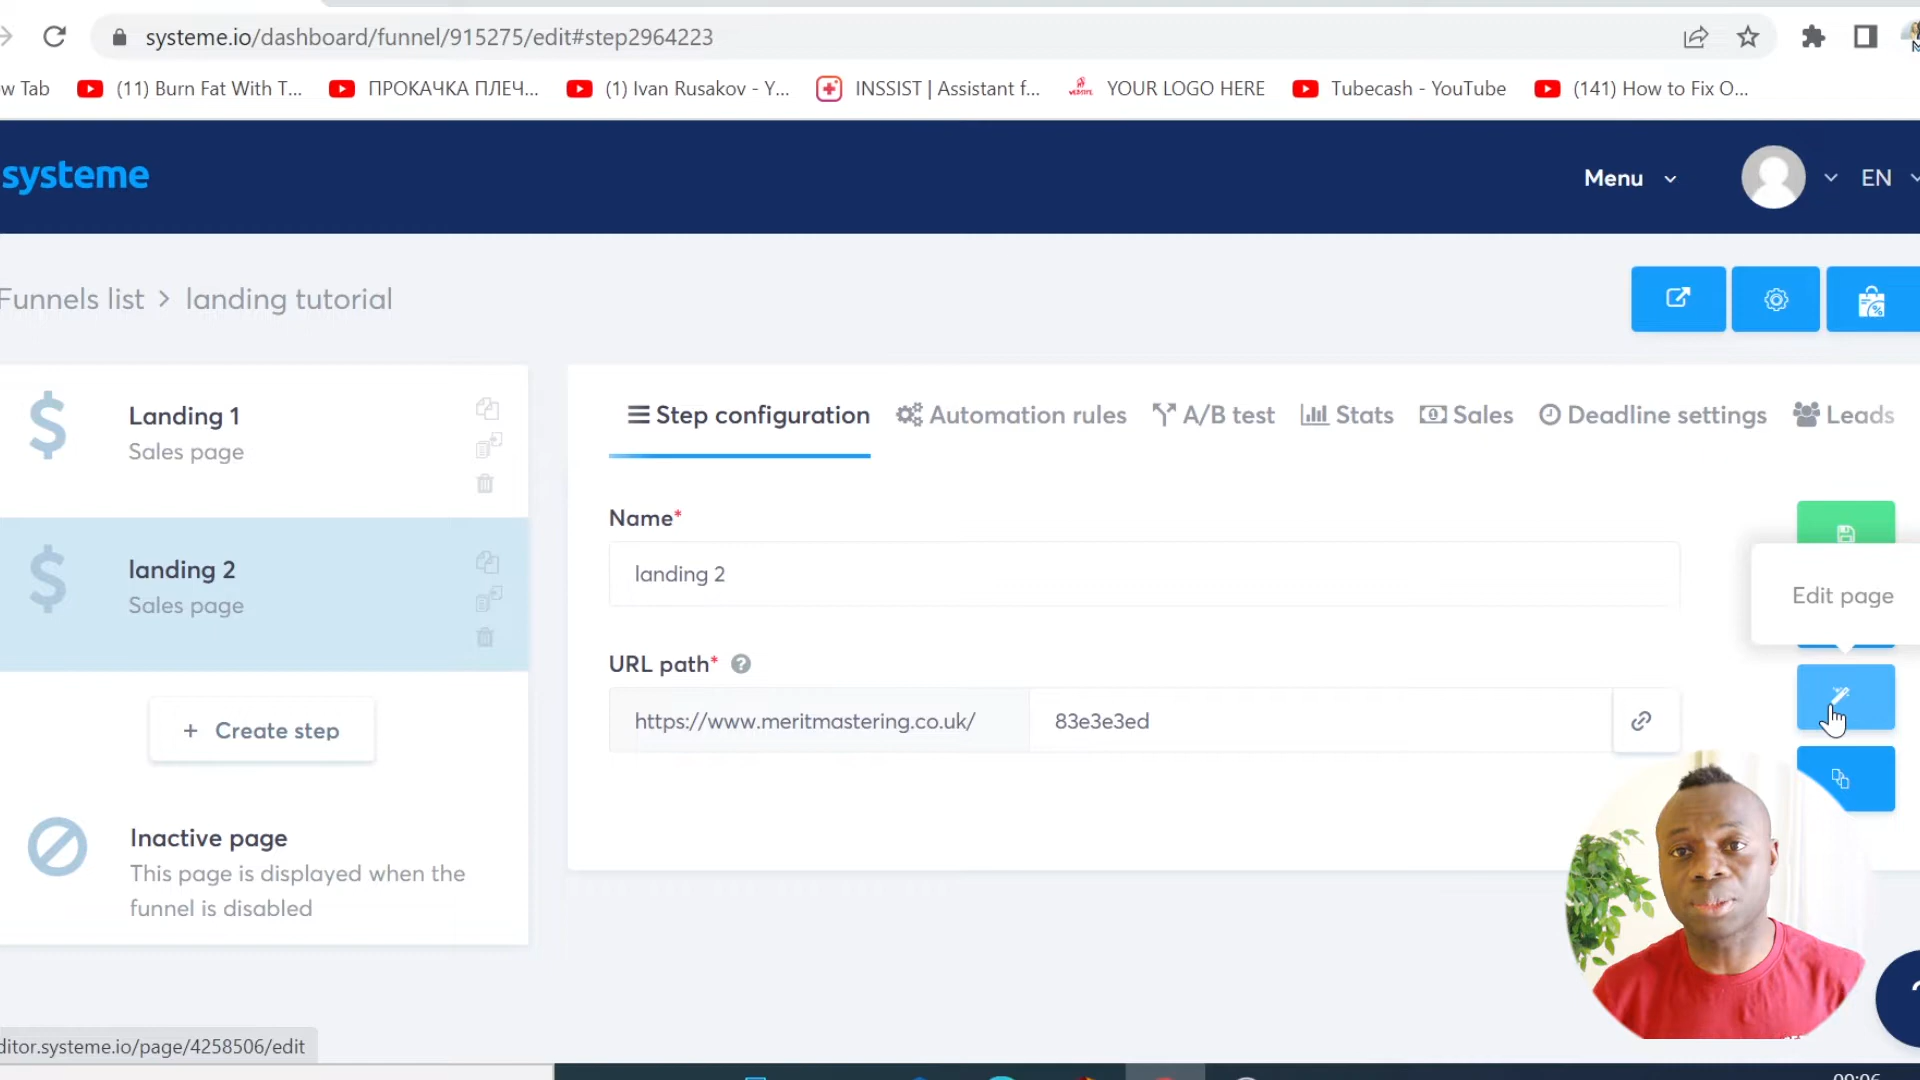 systeme.io/dashboard/funnel/915275/edit#step2964223
w Tab
(11) Burn Fat With T...
ПРОКАЧКА ПЛЕЧ...
(1) Ivan Rusakov - Y...
INSSIST | Assistant f...
YOUR LOGO HERE
Tubecash - YouTube
(141) How to Fix O...
systeme
Menu
EN
Funnels list > landing tutorial
Landing 1
Sales page
landing 2
Sales page
+ Create step
Inactive page
This page is displayed when the
funnel is disabled
Step configuration
Automation rules
A/B test
Stats
Sales
Deadline settings
Leads
Name*
landing 2
Edit page
URL path* ?
https://www.meritmastering.co.uk/
83e3e3ed
ditor.systeme.io/page/4258506/edit